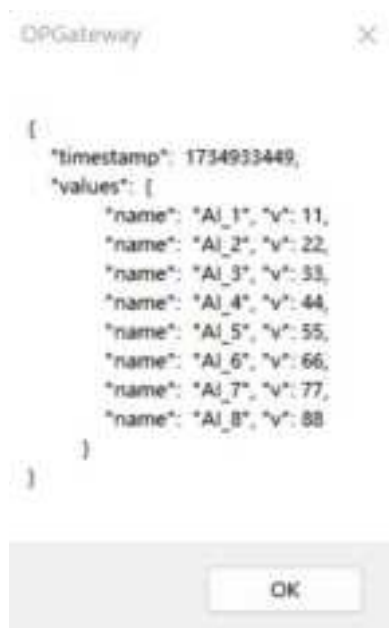 OPGateway
{
"timestamp": 1734933449,
"values": {
"name": "AI_1", "v": 11,
"name": "AI_2", "v": 22,
"name": "AI_3", "v": 33,
"name": "AI_4", "v": 44,
"name": "AI_5", "v": 55,
"name": "AI_6", "v": 66,
"name": "AI_7", "v": 77,
"name": "AI_8", "v": 88
}
}
OK